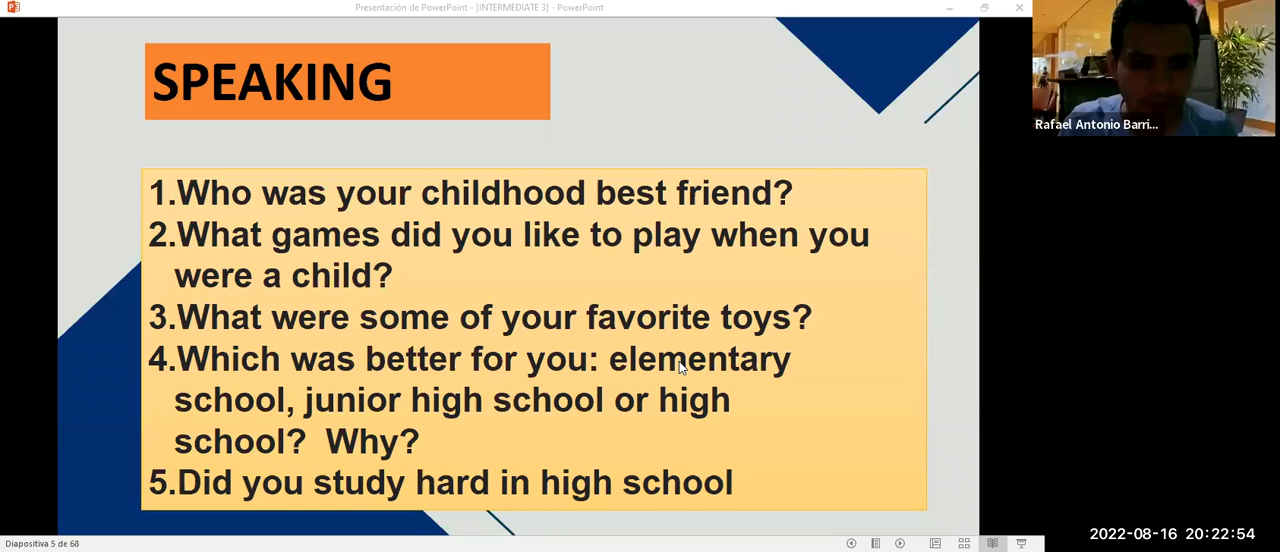 Presentación de PowerPoint - [INTERMEDIATE 3] - PowerPoint
SPEAKING
Rafael Antonio Barri...
1.Who was your childhood best friend?
2.What games did you like to play when you
were a child?
3.What were some of your favorite toys?
4.Which was better for you: elementary
school, junior high school or high
school?  Why?
5.Did you study hard in high school
Diapositiva 5 de 68
2022-08-16 20:22:54